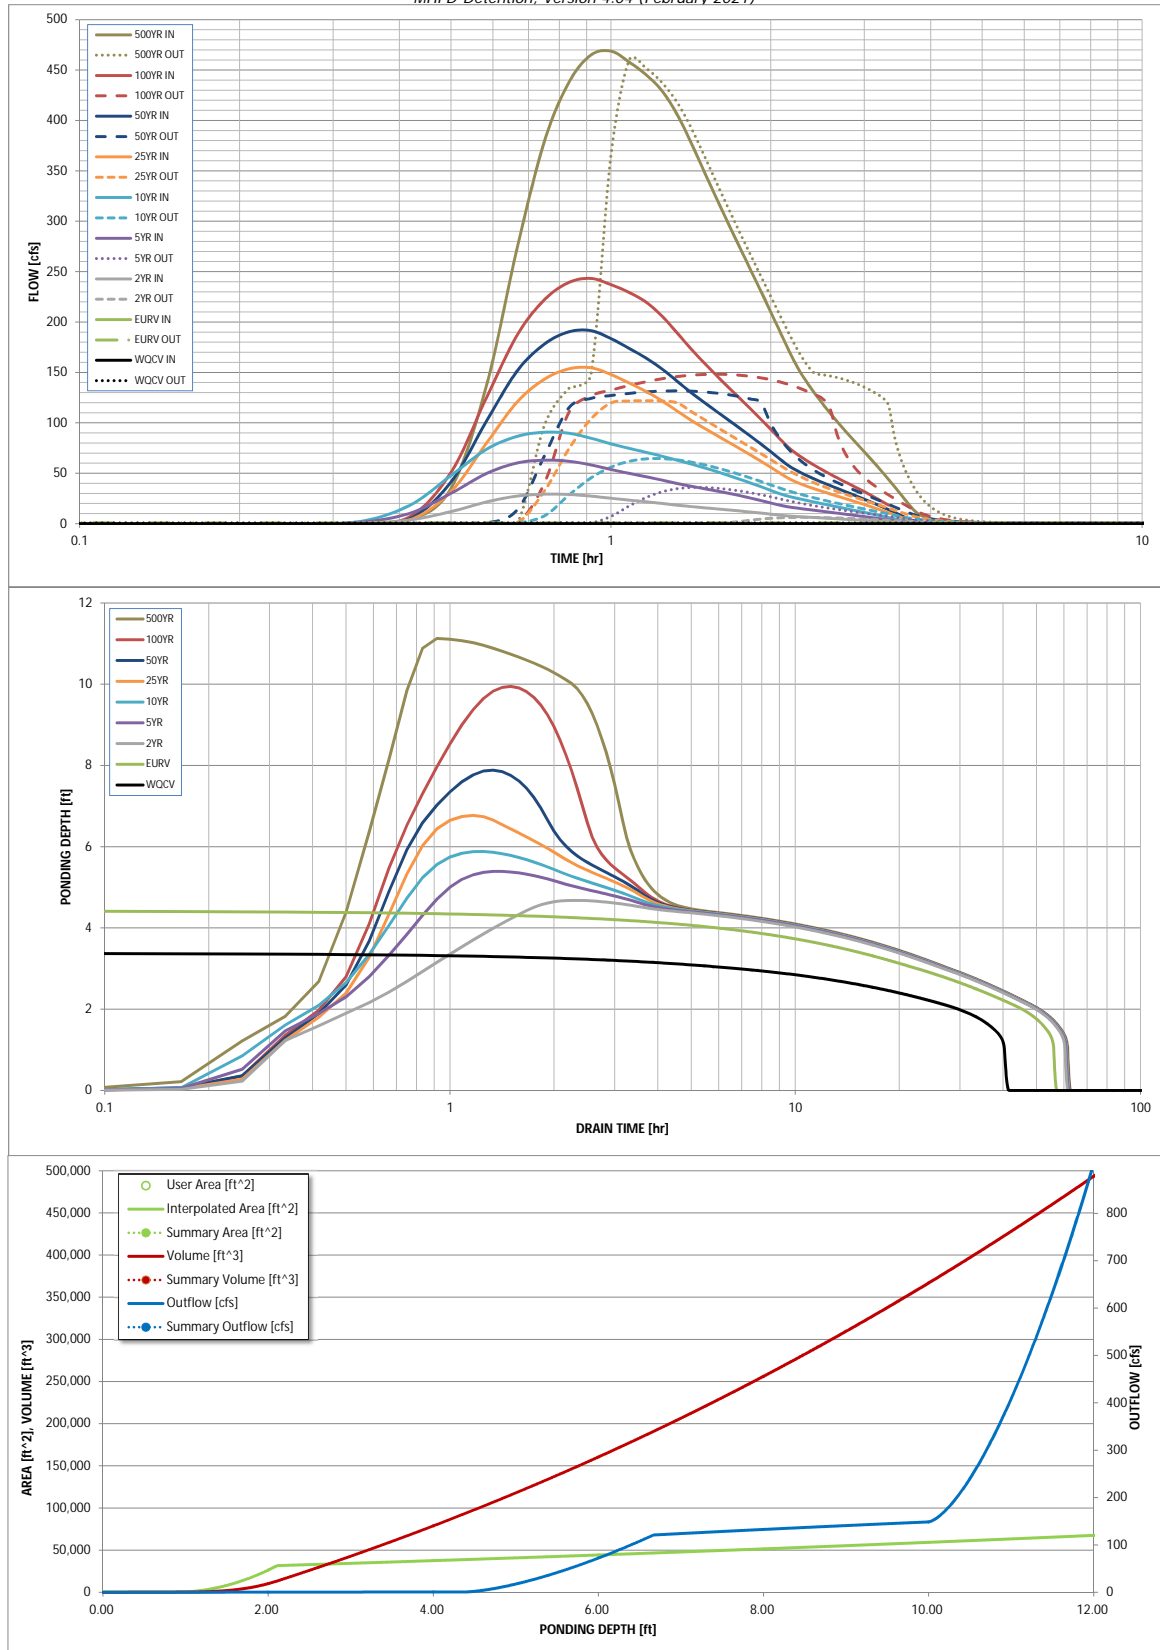 MHFD-Detention, Version 4.04 (February 2021)
500
450
400
350
300
250
200
150
100
50
0
FLOW [cfs]
500YR IN
500YR OUT
100YR IN
100YR OUT
50YR IN
50YR OUT
25YR IN
25YR OUT
10YR IN
10YR OUT
5YR IN
5YR OUT
2YR IN
2YR OUT
EURV IN
EURV OUT
WQCV IN
WQCV OUT
0.1
1
10
TIME [hr]
12
10
8
6
4
2
0
PONDING DEPTH [ft]
500YR
100YR
50YR
25YR
10YR
5YR
2YR
EURV
WQCV
0.1
1
10
100
DRAIN TIME [hr]
500,000
450,000
400,000
350,000
300,000
250,000
200,000
150,000
100,000
50,000
0
AREA [ft^2], VOLUME [ft^3]
User Area [ft^2]
Interpolated Area [ft^2]
Summary Area [ft^2]
Volume [ft^3]
Summary Volume [ft^3]
Outflow [cfs]
Summary Outflow [cfs]
800
700
600
500
400
300
200
100
0
OUTFLOW [cfs]
0.00
2.00
4.00
6.00
8.00
10.00
12.00
PONDING DEPTH [ft]